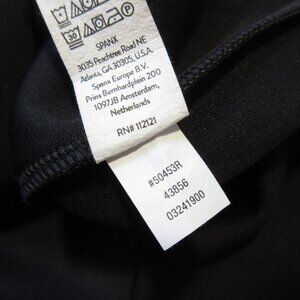 SPANX
3035 Peachtree Road NE
Atlanta, GA 30305, U.S.A.
Spanx Europe B.V.
Prins Bernhardplein 200
1097JB Amsterdam,
Netherlands
RN# 112121
#50453R
43856
03241900